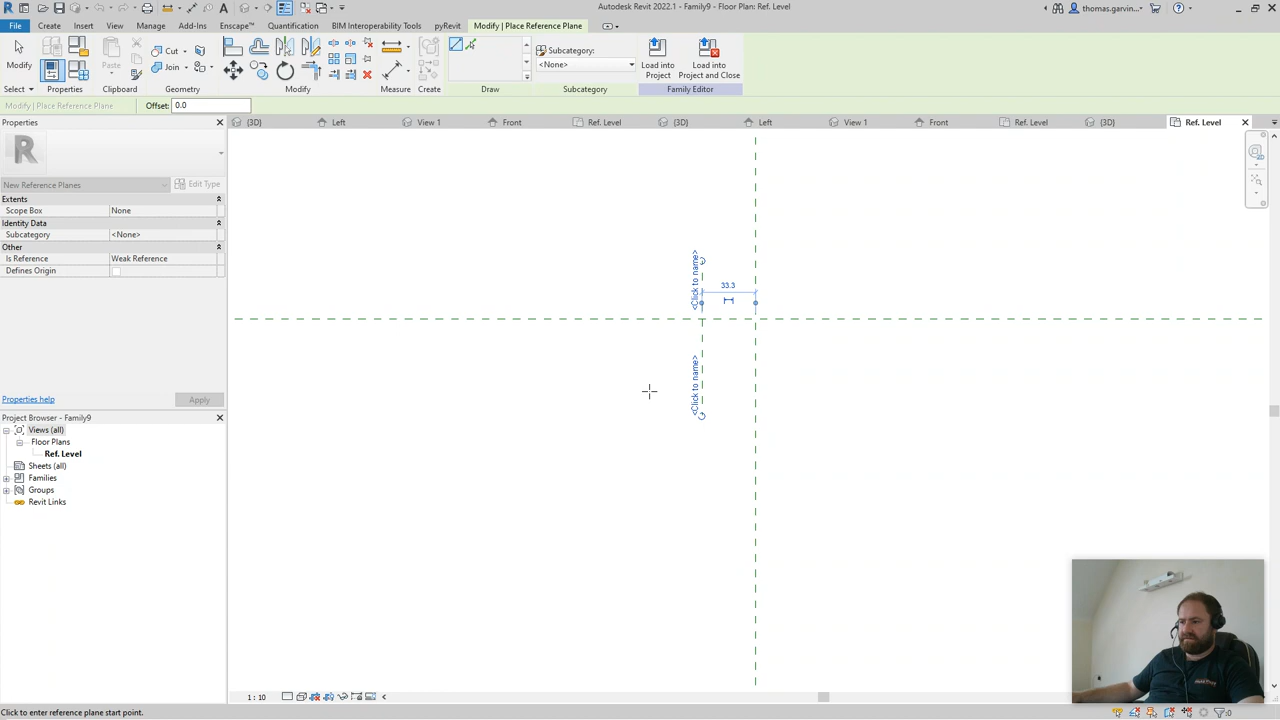 Autodesk Revit 2022.1 - Family9 - Floor Plan: Ref. Level
thomas.garvin...
File Create Insert View Manage Add-Ins Enscape™ Quantification BIM Interoperability Tools pyRevit Modify | Place Reference Plane
Modify
Paste
Cut
Join
Subcategory:
<None>
Load into
Project
Load into
Project and Close
Select Properties Clipboard Geometry Modify Measure Create Draw Subcategory Family Editor
Modify | Place Reference Plane Offset: 0.0
Properties
{3D} Left View 1 Front Ref. Level {3D} Left View 1 Front Ref. Level {3D} Ref. Level
New Reference Planes Edit Type
Extents
Scope Box None
Identity Data
Subcategory <None>
Other
Is Reference Weak Reference
Defines Origin
Properties help Apply
Project Browser - Family9
Views (all)
Floor Plans
Ref. Level
Sheets (all)
Families
Groups
Revit Links
<Click to name>
33.3
<Click to name>
1 : 10
Click to enter reference plane start point.
:0